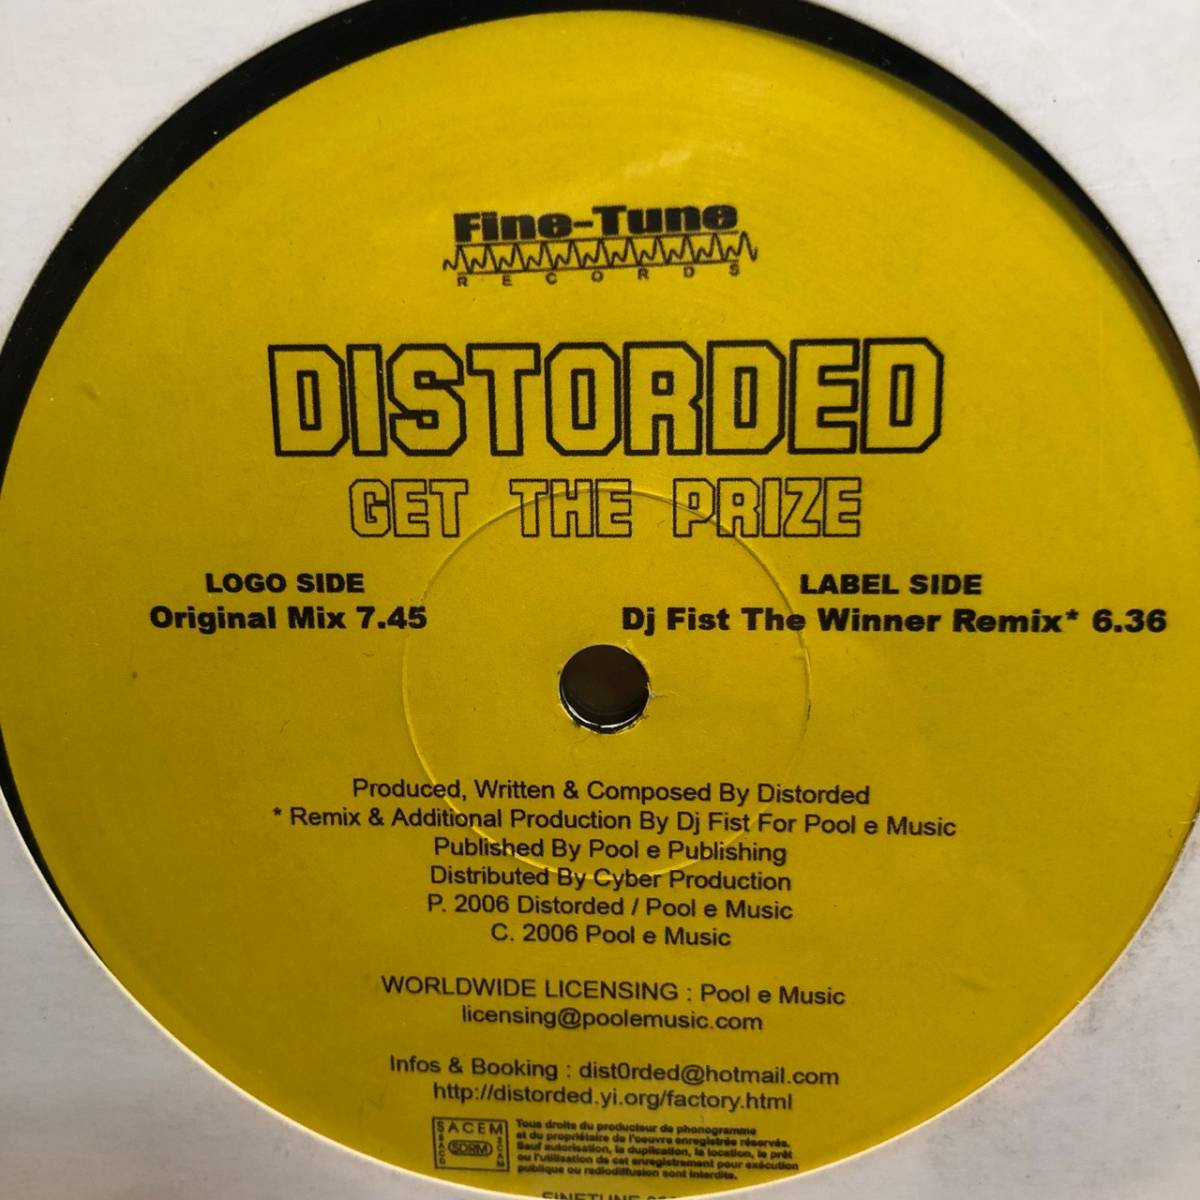 Fine-Tune
RECORDS
DISTORDED
GET THE PRIZE
LOGO SIDE
Original Mix 7.45
LABEL SIDE
Dj Fist The Winner Remix* 6.36
Produced, Written & Composed By Distorded
* Remix & Additional Production By Dj Fist For Pool e Music
Published By Pool e Publishing
Distributed By Cyber Production
P. 2006 Distorded / Pool e Music
C. 2006 Pool e Music
WORLDWIDE LICENSING : Pool e Music
licensing@poolemusic.com
Infos & Booking : dist0rded@hotmail.com
http://distorded.yi.org/factory.html
SACEM
SACD
SDRM
SCAM
Tous droits du producteur de phonogramme
et du propriétaire de l'oeuvre enregistrée réservés.
Sauf autorisation, la duplication, la location, le prêt
ou l'utilisation de cet enregistrement pour exécution
publique ou radiodiffusion sont interdits.
FINETUNE